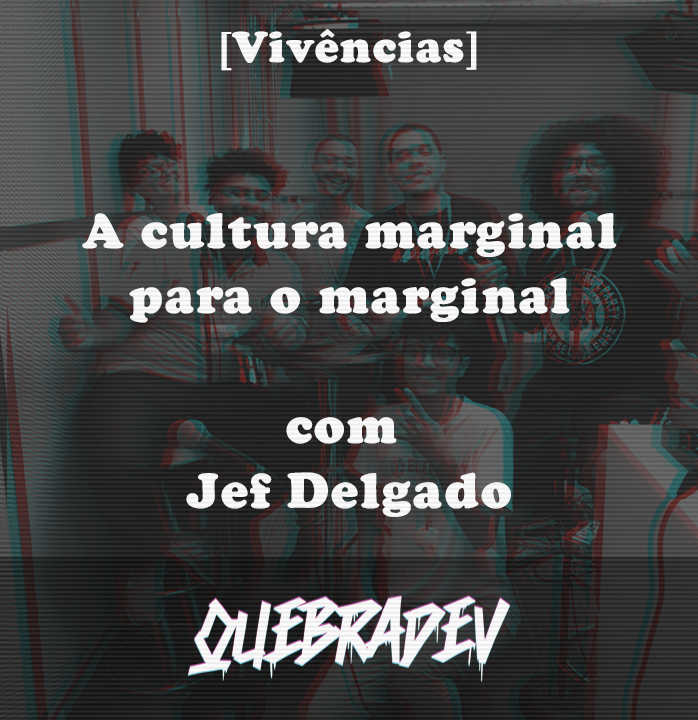 [Vivências]
A cultura marginal
para o marginal
com
Jef Delgado
QUEBRADEV